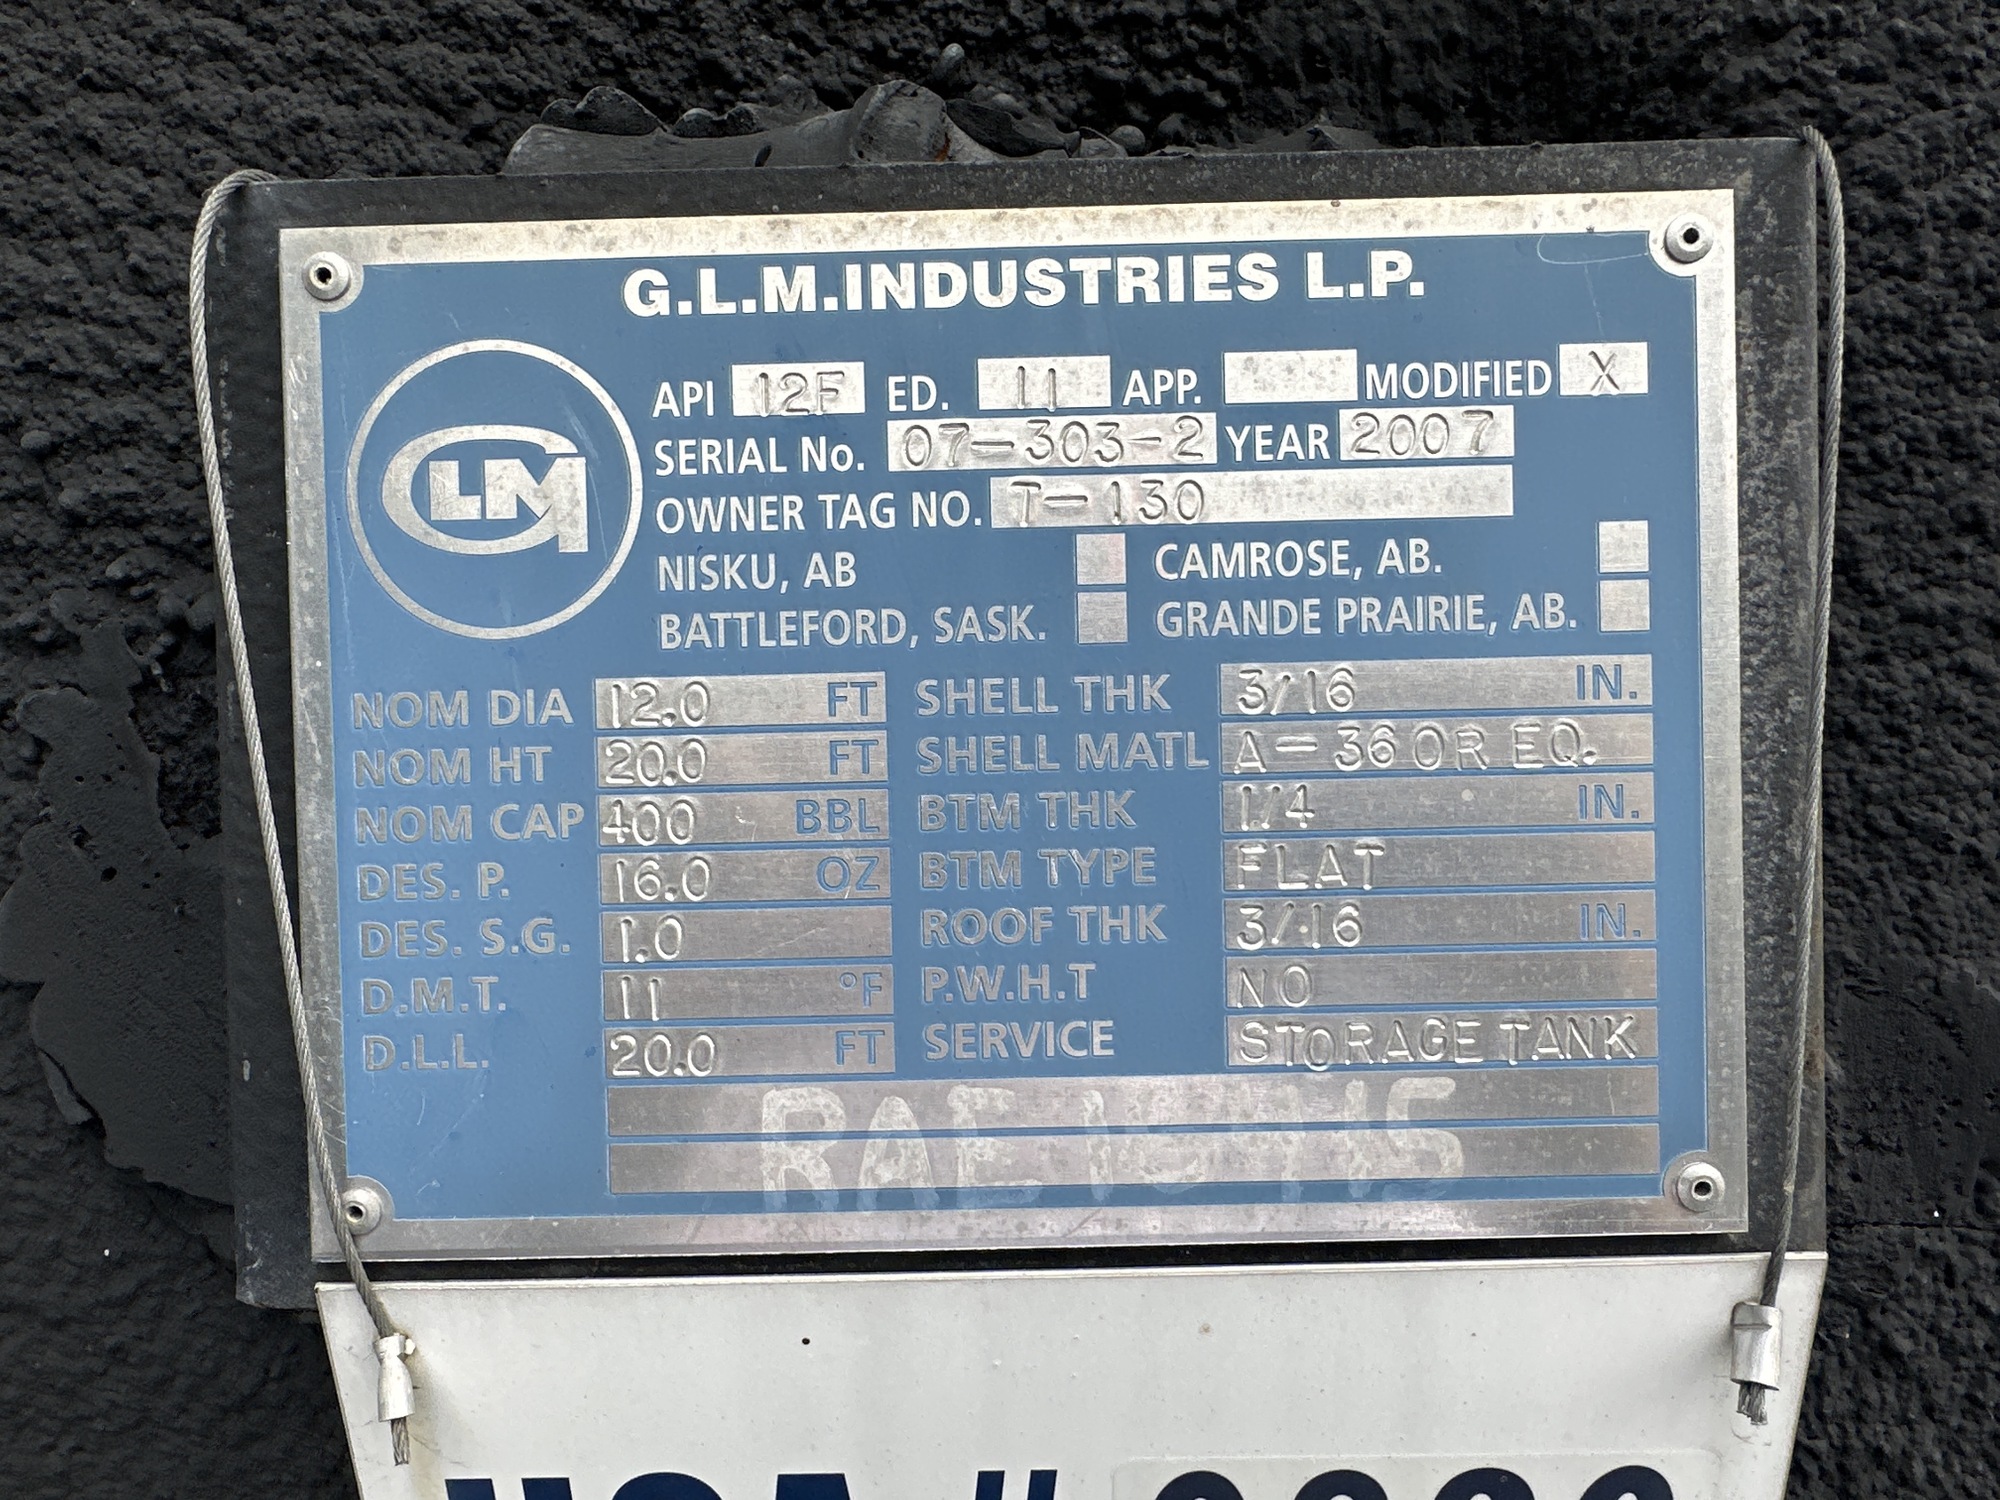 G.L.M.INDUSTRIES L.P.
GLM
API 12F ED. 11 APP. MODIFIED X
SERIAL No. 07-303-2 YEAR 2007
OWNER TAG NO. T-130
NISKU, AB CAMROSE, AB.
BATTLEFORD, SASK. GRANDE PRAIRIE, AB.
NOM DIA 12.0 FT SHELL THK 3/16 IN.
NOM HT 20.0 FT SHELL MATL A-36 OR EQ.
NOM CAP 400 BBL BTM THK 1/4 IN.
DES. P. 16.0 OZ BTM TYPE FLAT
DES. S.G. 1.0 ROOF THK 3/16 IN.
D.M.T. 11 °F P.W.H.T NO
D.L.L. 20.0 FT SERVICE STORAGE TANK